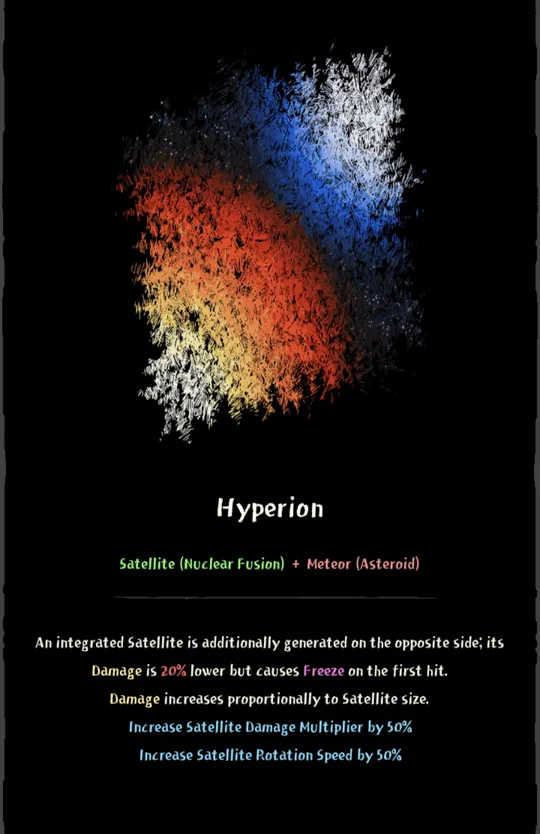 Hyperion
Satellite (Nuclear Fusion) + Meteor (Asteroid)
An integrated Satellite is additionally generated on the opposite side; its
Damage is 20% lower but causes Freeze on the first hit.
Damage increases proportionally to Satellite size.
Increase Satellite Damage Multiplier by 50%
Increase Satellite Rotation Speed by 50%